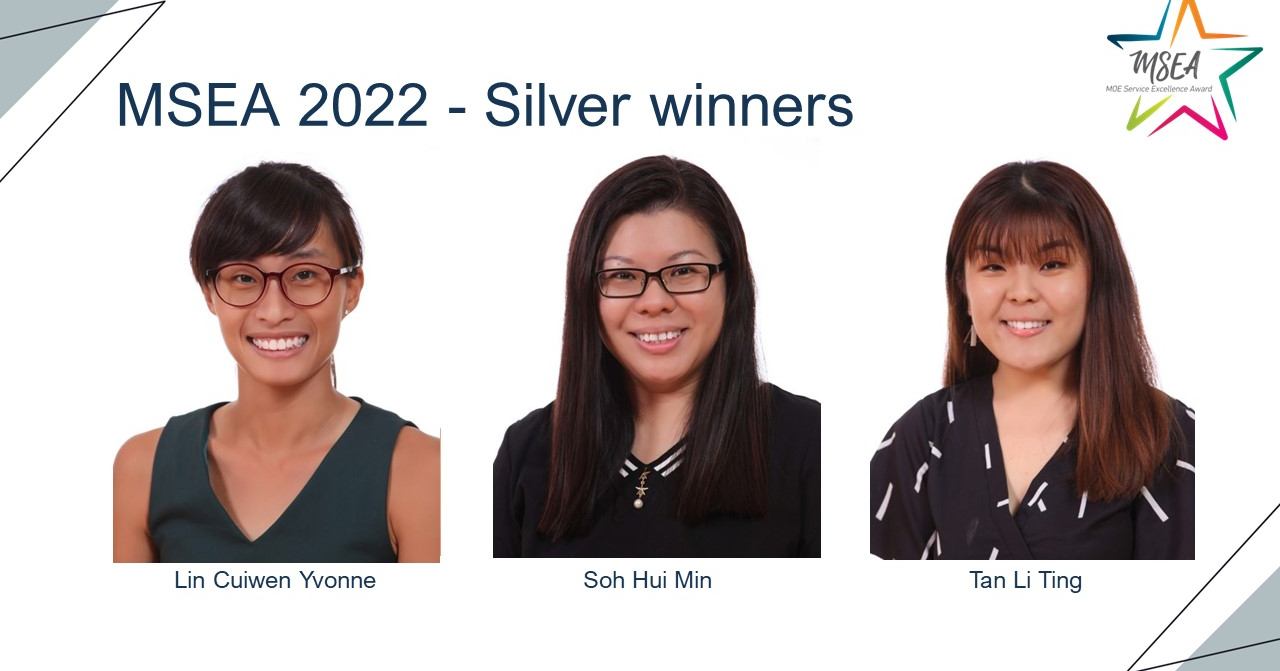 MSEA 2022 - Silver winners
MSEA
MOE Service Excellence Award
Lin Cuiwen Yvonne
Soh Hui Min
Tan Li Ting